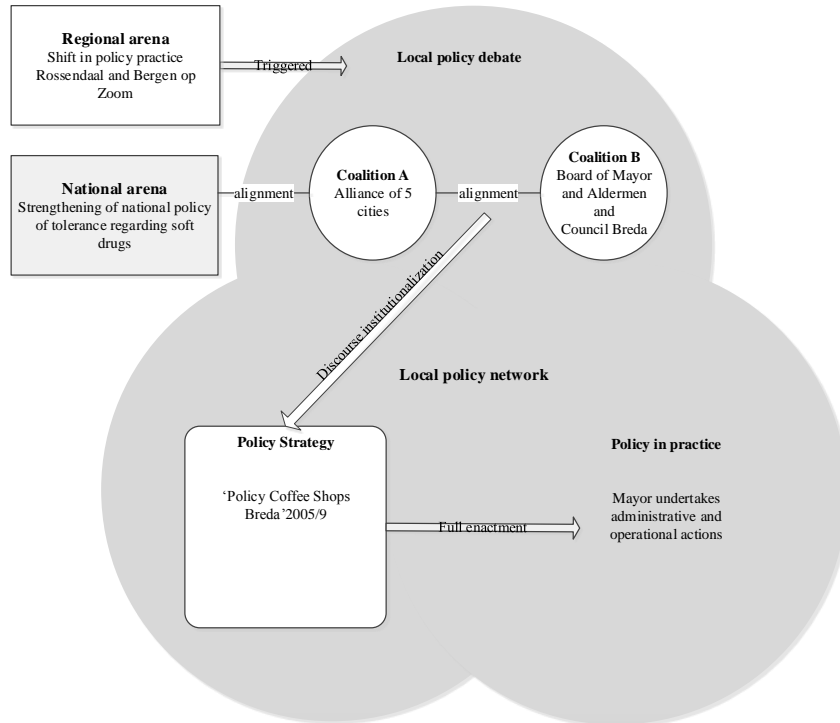 Regional arena
Shift in policy practice
Rossendaal and Bergen op
Zoom
Triggered
Local policy debate
National arena
Strengthening of national policy
of tolerance regarding soft
drugs
alignment
Coalition A
Alliance of 5
cities
alignment
Coalition B
Board of Mayor
and Aldermen
and
Council Breda
Discourse institutionalization
Local policy network
Policy Strategy
‘Policy Coffee Shops
Breda’2005/9
Full enactment
Policy in practice
Mayor undertakes
administrative and
operational actions